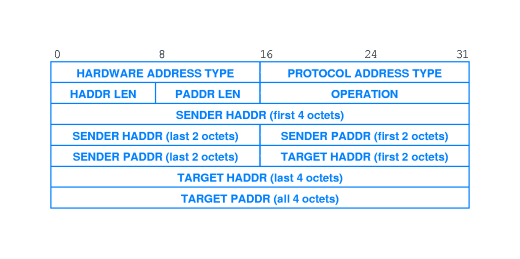 0 8 16 24 31
HARDWARE ADDRESS TYPE PROTOCOL ADDRESS TYPE
HADDR LEN PADDR LEN OPERATION
SENDER HADDR (first 4 octets)
SENDER HADDR (last 2 octets) SENDER PADDR (first 2 octets)
SENDER PADDR (last 2 octets) TARGET HADDR (first 2 octets)
TARGET HADDR (last 4 octets)
TARGET PADDR (all 4 octets)